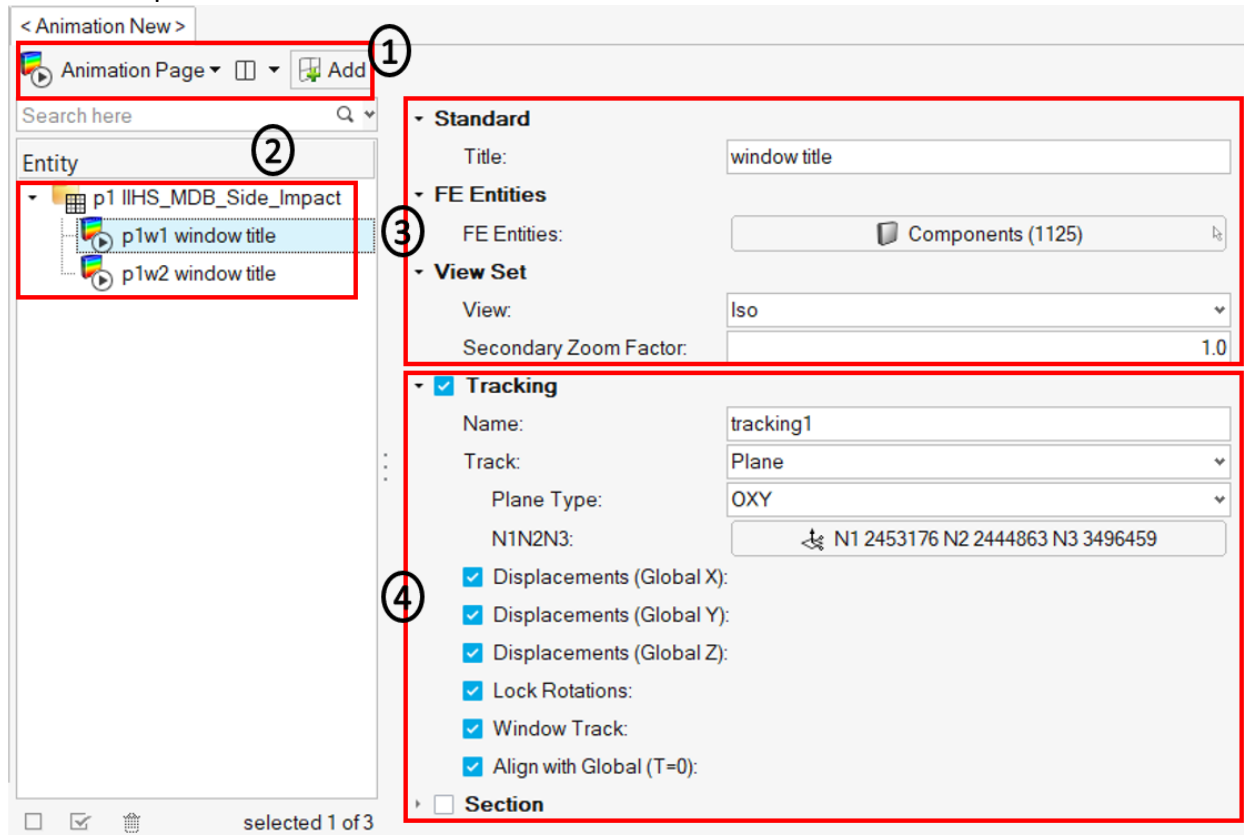 < Animation New >
1
Animation Page Add
Search here
2
Entity
p1 IIHS_MDB_Side_Impact
p1w1 window title
p1w2 window title
selected 1 of 3
3
Standard
Title: window title
FE Entities
FE Entities: Components (1125)
View Set
View: Iso
Secondary Zoom Factor: 1.0
4
Tracking
Name: tracking1
Track: Plane
Plane Type: OXY
N1N2N3: N1 2453176 N2 2444863 N3 3496459
Displacements (Global X):
Displacements (Global Y):
Displacements (Global Z):
Lock Rotations:
Window Track:
Align with Global (T=0):
Section